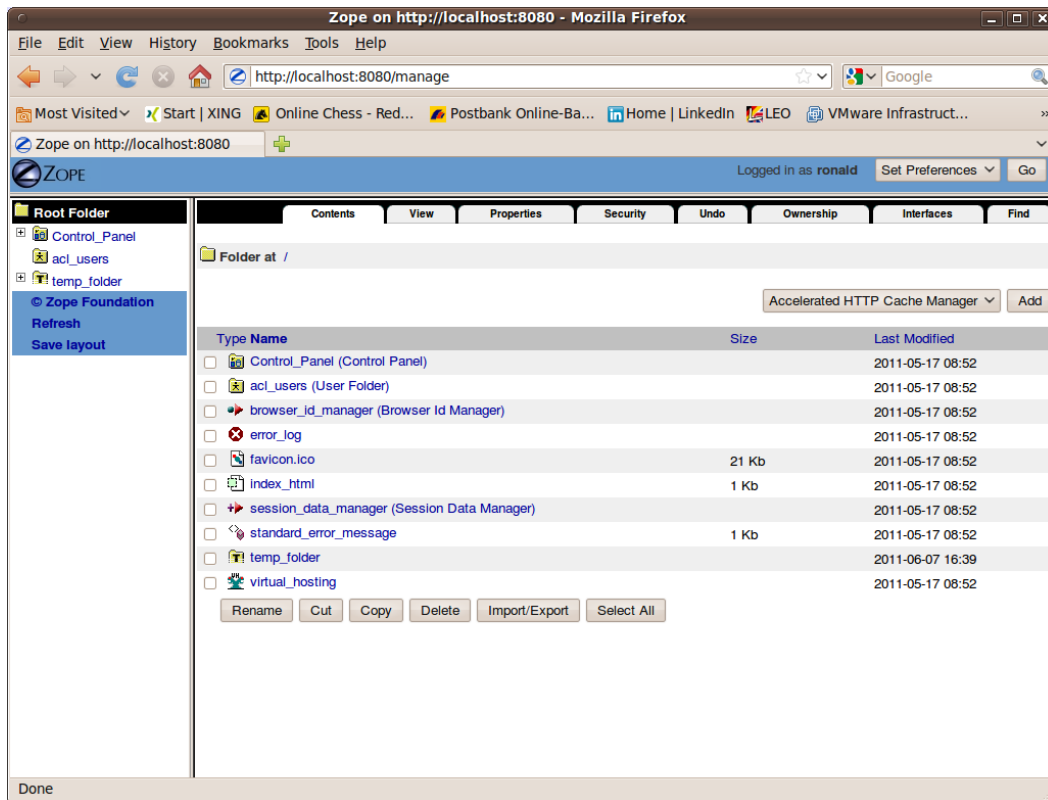 Zope on http://localhost:8080 - Mozilla Firefox
File Edit View History Bookmarks Tools Help
http://localhost:8080/manage Google
Most Visited Start | XING Online Chess - Red... Postbank Online-Ba... Home | LinkedIn LEO VMware Infrastruct... »
Zope on http://localhost:8080
ZOPE Logged in as ronald Set Preferences Go
Root Folder
Control_Panel
acl_users
temp_folder
© Zope Foundation
Refresh
Save layout
Contents View Properties Security Undo Ownership Interfaces Find
Folder at /
Accelerated HTTP Cache Manager Add
Type Name Size Last Modified
Control_Panel (Control Panel) 2011-05-17 08:52
acl_users (User Folder) 2011-05-17 08:52
browser_id_manager (Browser Id Manager) 2011-05-17 08:52
error_log 2011-05-17 08:52
favicon.ico 21 Kb 2011-05-17 08:52
index_html 1 Kb 2011-05-17 08:52
session_data_manager (Session Data Manager) 2011-05-17 08:52
standard_error_message 1 Kb 2011-05-17 08:52
temp_folder 2011-06-07 16:39
virtual_hosting 2011-05-17 08:52
Rename Cut Copy Delete Import/Export Select All
Done